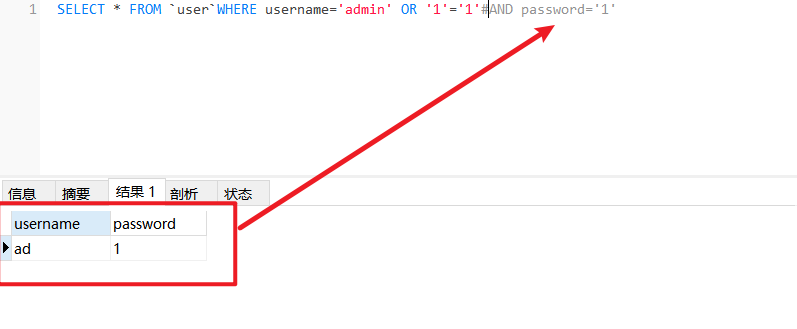 1 SELECT * FROM `user`WHERE username='admin' OR '1'='1'#AND password='1'
信息 摘要 结果 1 剖析 状态
username password
ad 1